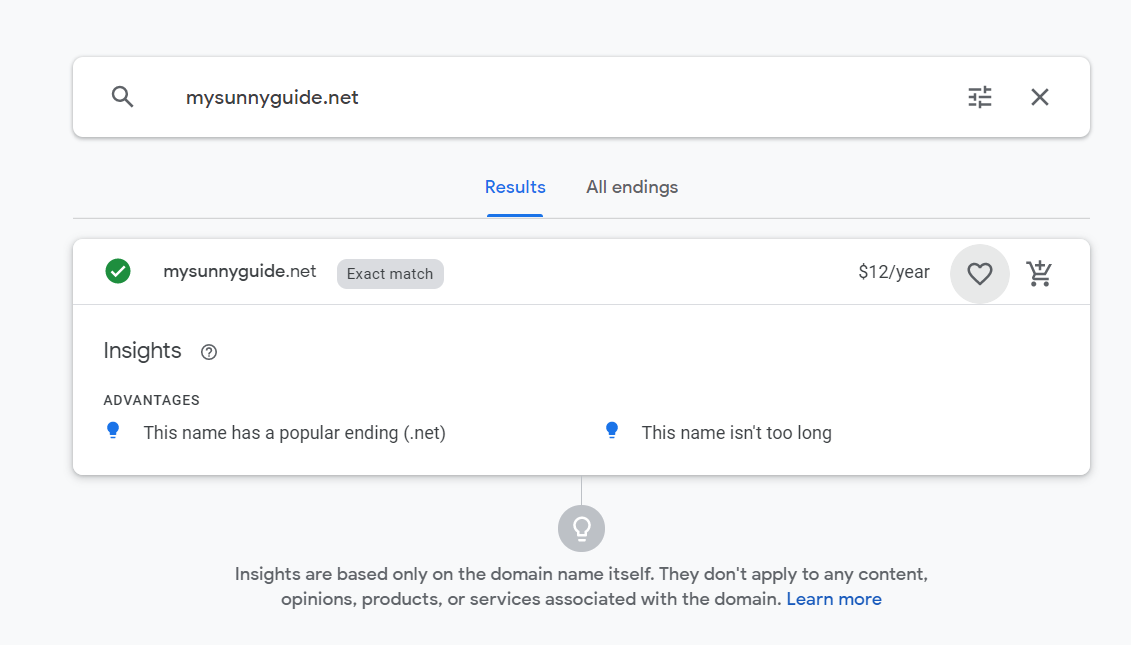 mysunnyguide.net
Results All endings
mysunnyguide.net Exact match $12/year
Insights
ADVANTAGES
This name has a popular ending (.net) This name isn't too long
Insights are based only on the domain name itself. They don't apply to any content,
opinions, products, or services associated with the domain. Learn more